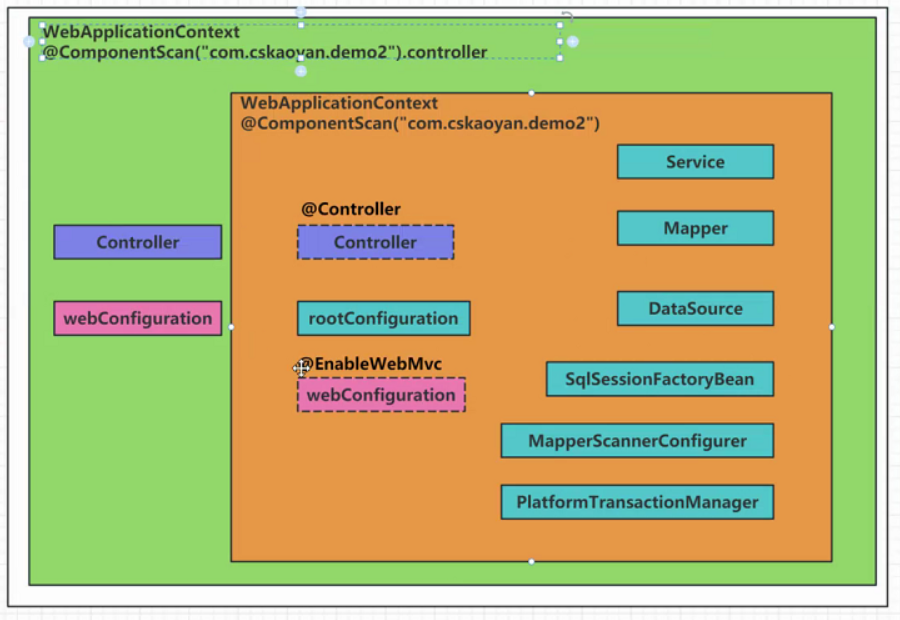 WebApplicationContext
@ComponentScan("com.cskaoyan.demo2").controller
WebApplicationContext
@ComponentScan("com.cskaoyan.demo2")
Service
@Controller
Mapper
Controller
Controller
DataSource
webConfiguration
rootConfiguration
@EnableWebMvc
SqlSessionFactoryBean
webConfiguration
MapperScannerConfigurer
PlatformTransactionManager